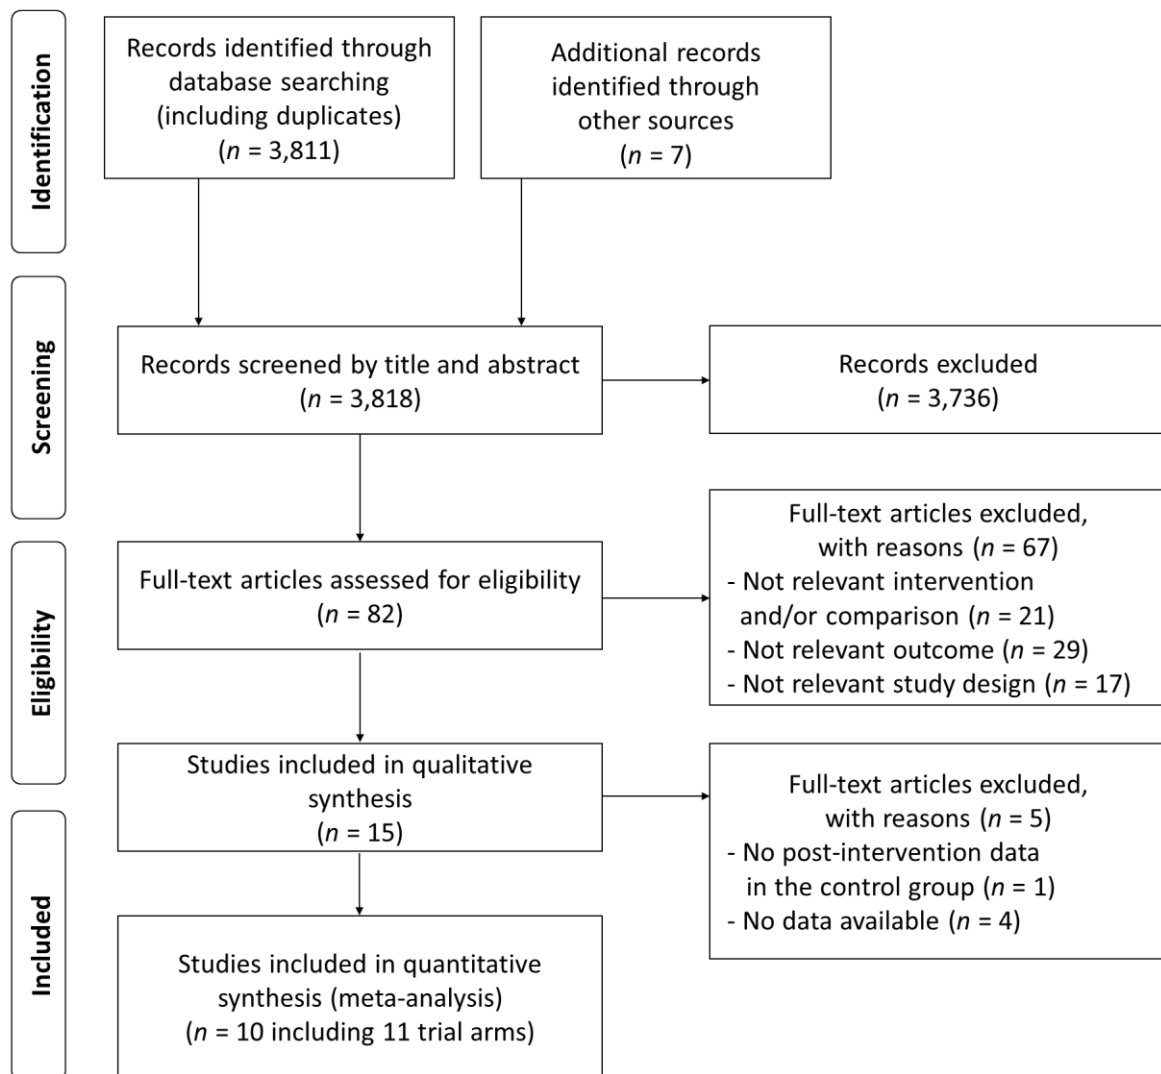 Identification
Records identified through
database searching
(including duplicates)
(n = 3,811)
Additional records
identified through
other sources
(n = 7)
Screening
Records screened by title and abstract
(n = 3,818)
Records excluded
(n = 3,736)
Eligibility
Full-text articles assessed for eligibility
(n = 82)
Full-text articles excluded,
with reasons (n = 67)
- Not relevant intervention
and/or comparison (n = 21)
- Not relevant outcome (n = 29)
- Not relevant study design (n = 17)
Studies included in qualitative
synthesis
(n = 15)
Full-text articles excluded,
with reasons (n = 5)
- No post-intervention data
in the control group (n = 1)
- No data available (n = 4)
Included
Studies included in quantitative
synthesis (meta-analysis)
(n = 10 including 11 trial arms)